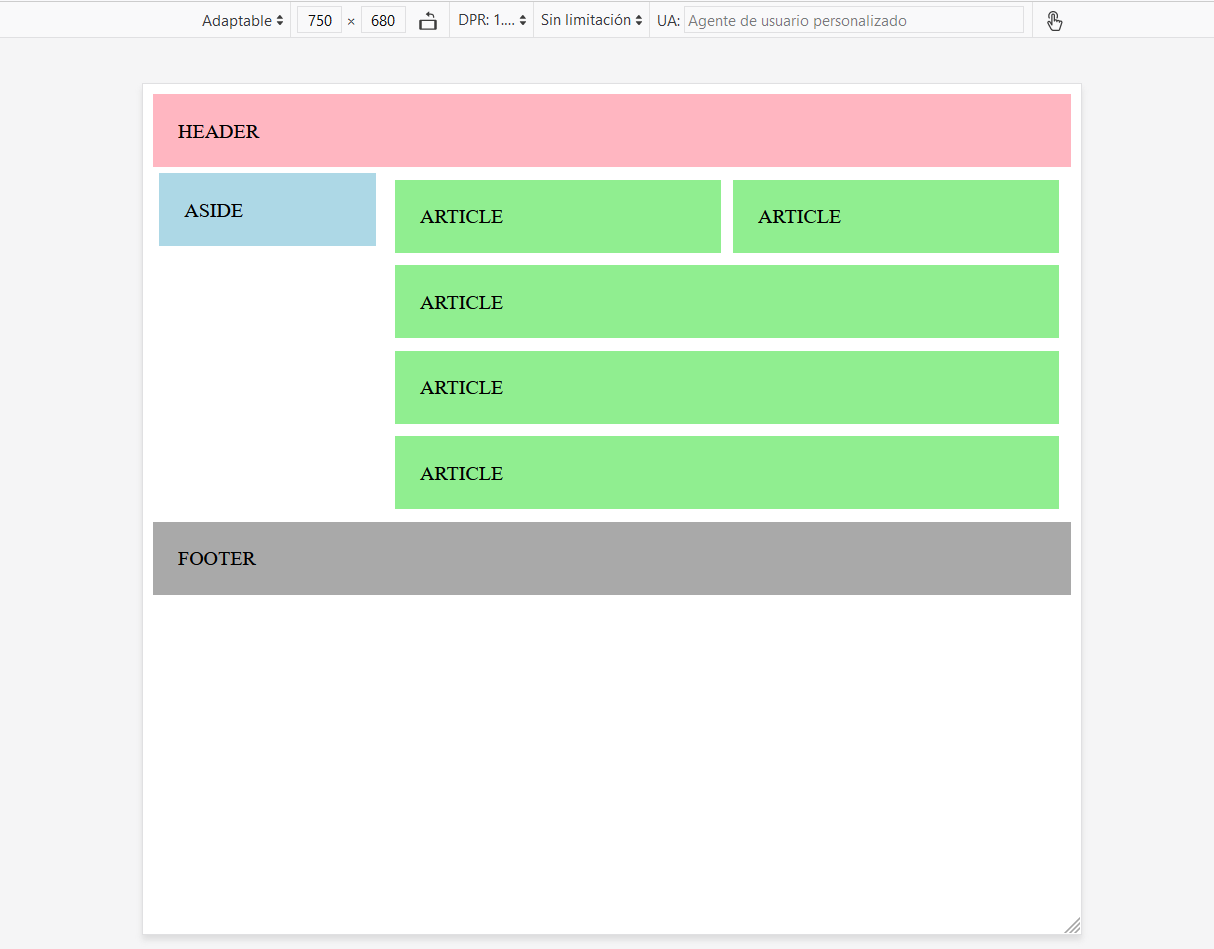 Adaptable 750 × 680 DPR: 1.... Sin limitación UA: Agente de usuario personalizado
HEADER
ASIDE
ARTICLE ARTICLE
ARTICLE
ARTICLE
ARTICLE
FOOTER